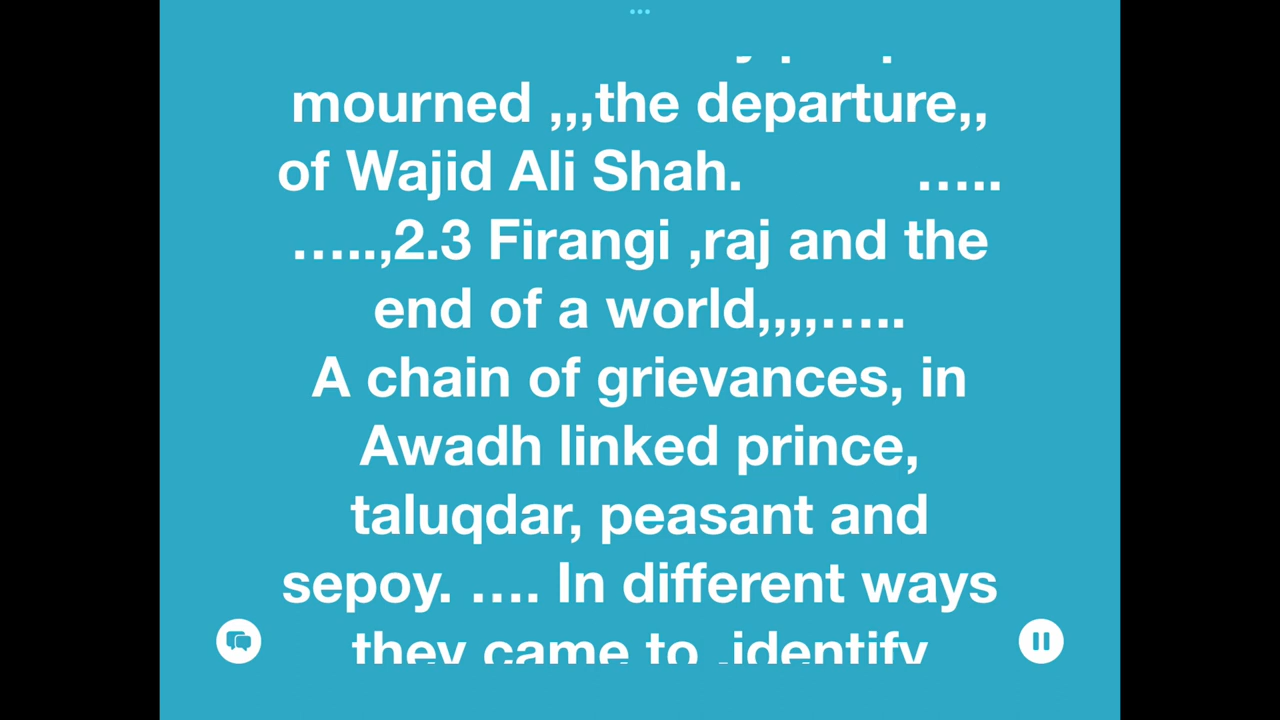 mourned ,,,the departure,,
of Wajid Ali Shah. …..
…..,2.3 Firangi ,raj and the
end of a world,,,,…..
A chain of grievances, in
Awadh linked prince,
taluqdar, peasant and
sepoy. …. In different ways
they came to ,identify